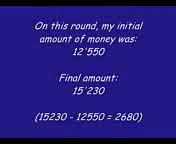 On this round, my initial
amount of money was:
12'550
Final amount:
15'230
(15230 - 12550 = 2680)